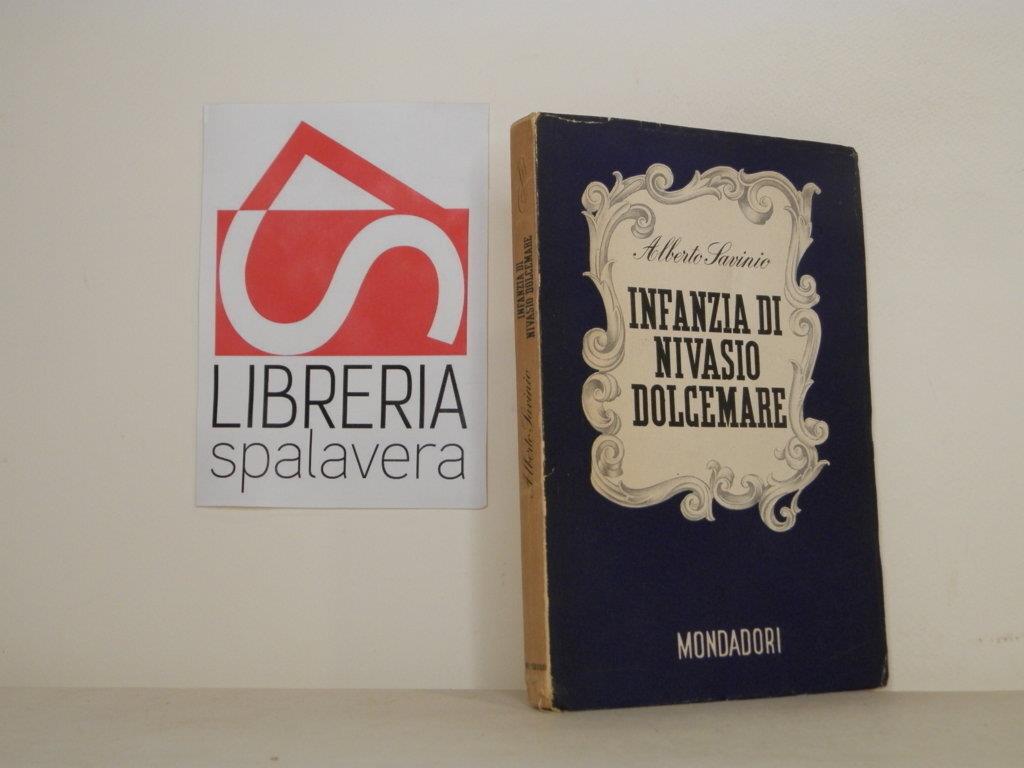 LIBRERIA
spalavera
INFANZIA DI
NIVASIO DOLCEMARE
Alberto Savinio
Alberto Savinio
INFANZIA DI
NIVASIO
DOLCEMARE
MONDADORI